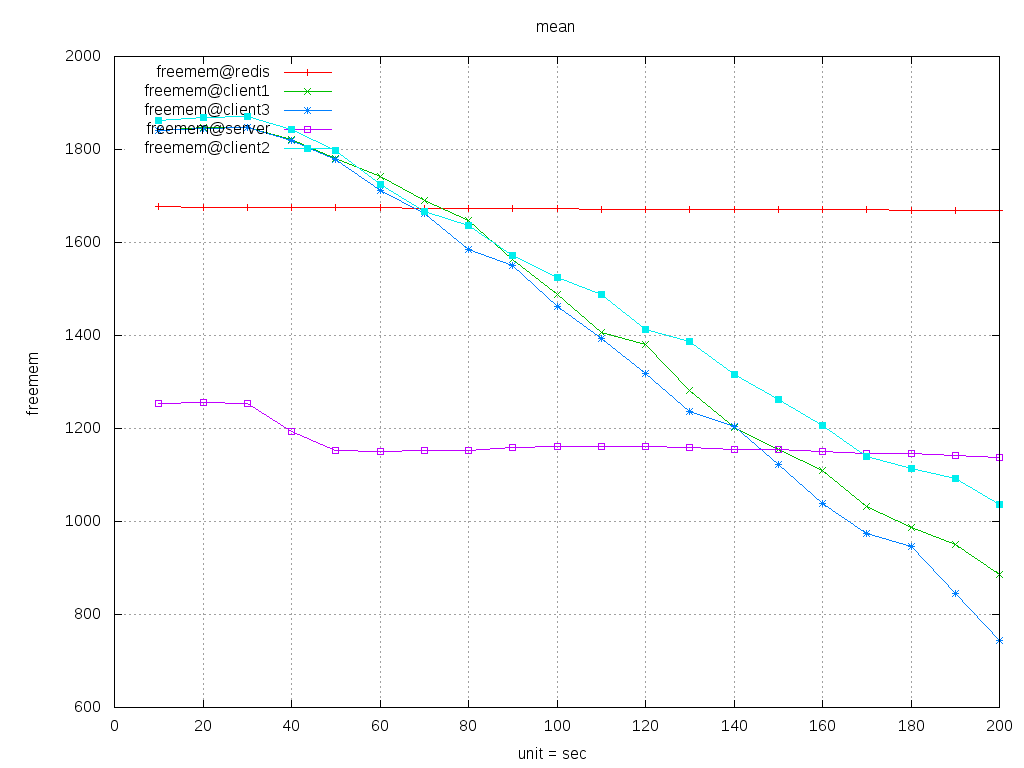 mean
2000
1800
1600
1400
1200
1000
800
600
freemem
freemem@redis
freemem@client1
freemem@client3
freemem@server
freemem@client2
0 20 40 60 80 100 120 140 160 180 200
unit = sec